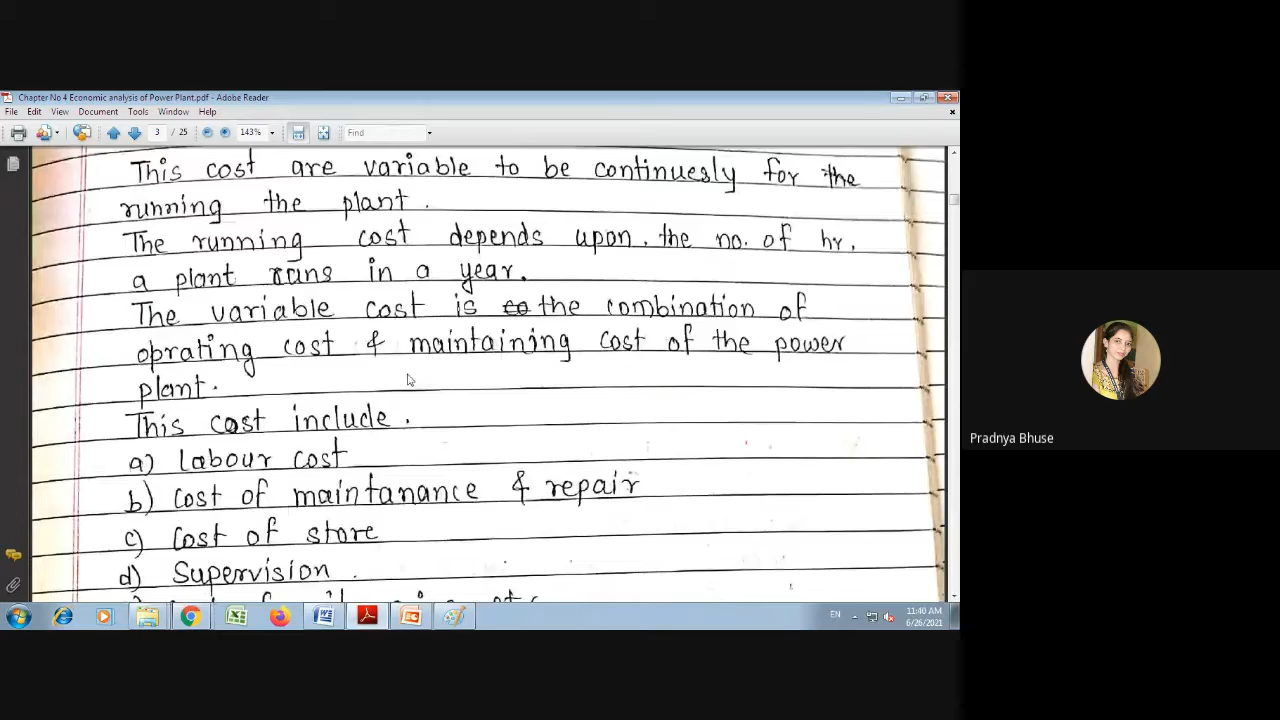 Chapter No 4 Economic analysis of Power Plant.pdf - Adobe Reader
File Edit View Document Tools Window Help
3 / 25 143% Find
This cost are variable to be continuesly for the
running the plant.
The running cost depends upon. the no. of hr.
a plant runs in a year.
The variable cost is to the combination of
oprating cost & maintaining cost of the power
plant.
This cost include.
a) labour cost
b) cost of maintanance & repair
c) cost of store
d) Supervision.
Pradnya Bhuse
EN 11:40 AM
6/26/2021